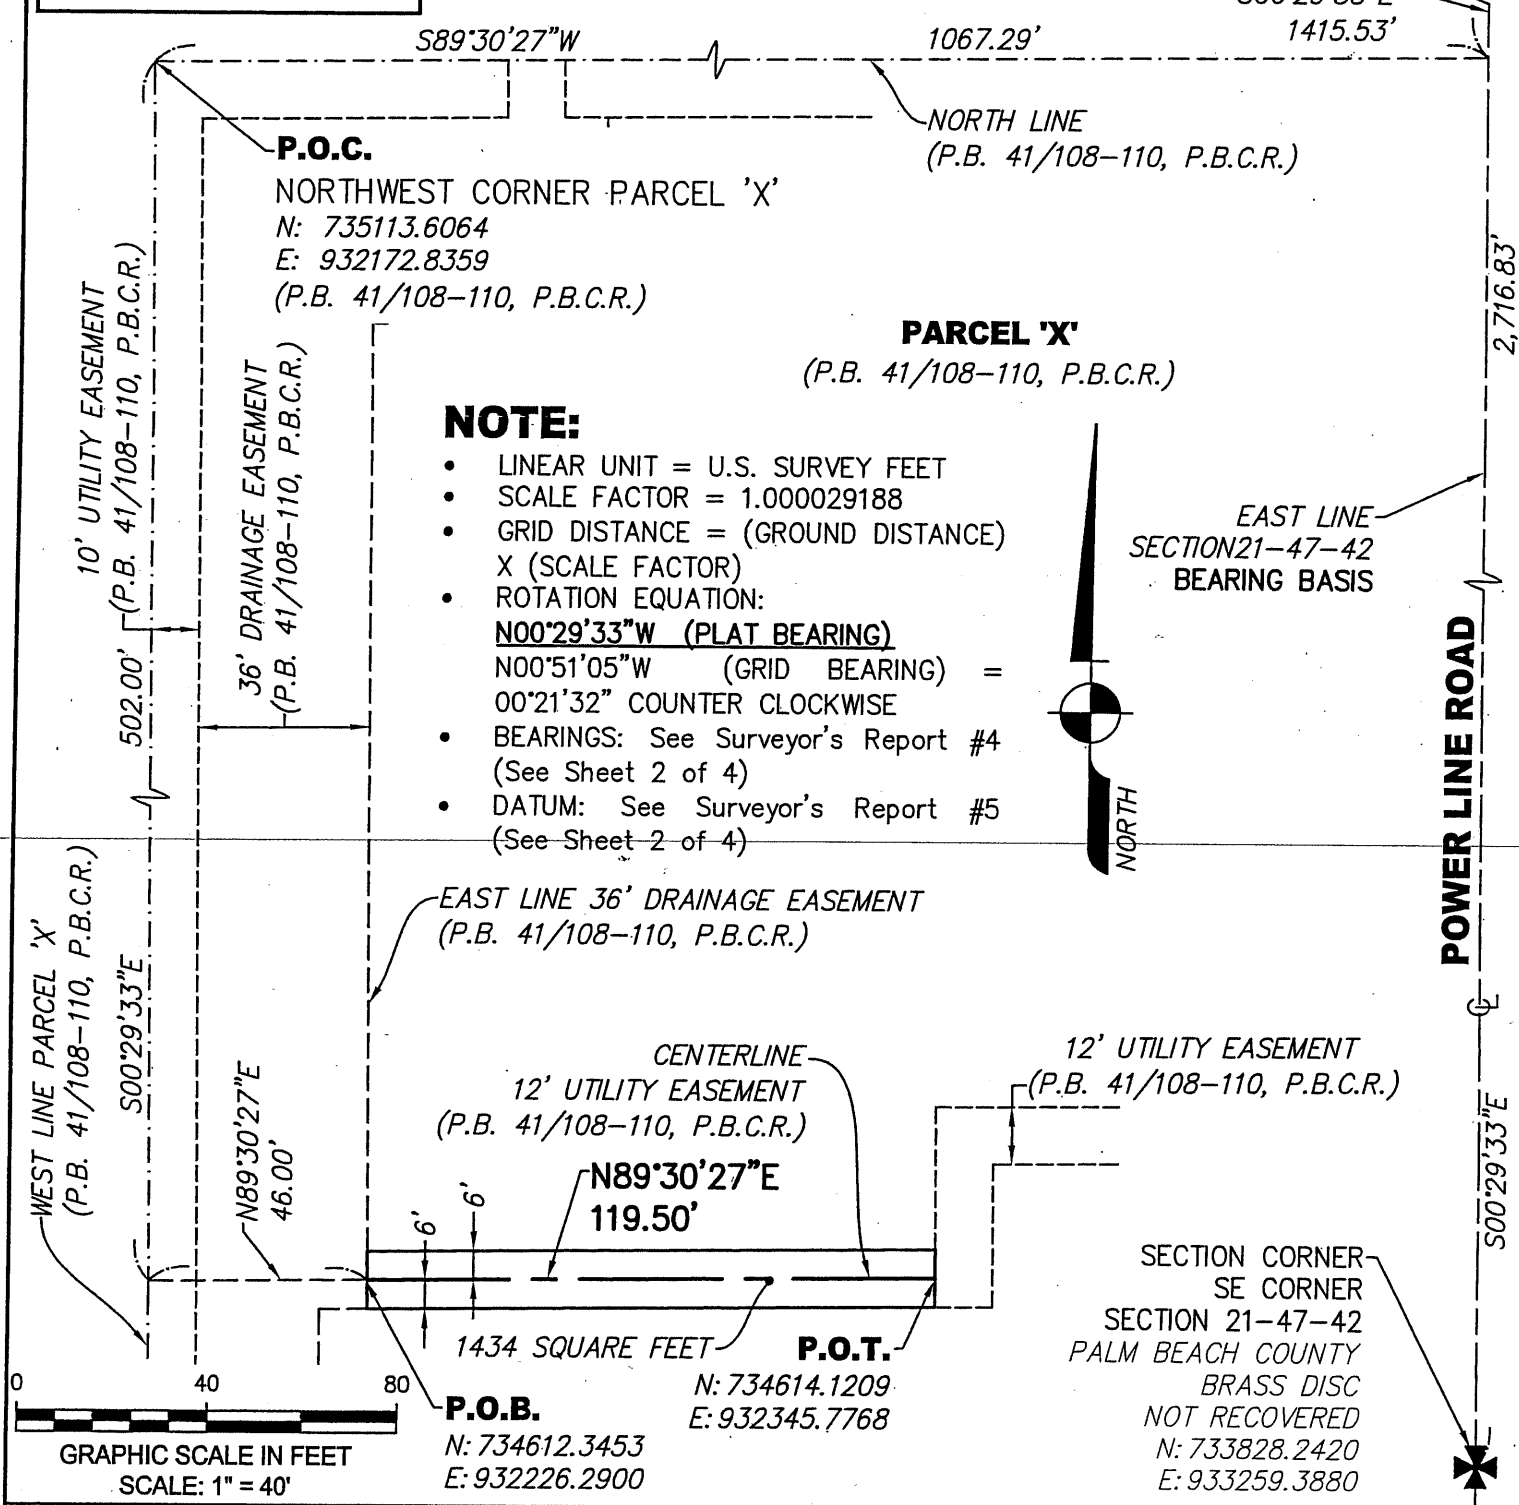 S89°30'27"W
1067.29'
1415.53'
NORTH LINE
(P.B. 41/108-110, P.B.C.R.)
P.O.C.
NORTHWEST CORNER PARCEL 'X'
N: 735113.6064
E: 932172.8359
(P.B. 41/108-110, P.B.C.R.)
10' UTILITY EASEMENT
(P.B. 41/108-110, P.B.C.R.)
36' DRAINAGE EASEMENT
(P.B. 41/108-110, P.B.C.R.)
502.00'
2,716.83'
PARCEL 'X'
(P.B. 41/108-110, P.B.C.R.)
NOTE:
• LINEAR UNIT = U.S. SURVEY FEET
• SCALE FACTOR = 1.000029188
• GRID DISTANCE = (GROUND DISTANCE)
X (SCALE FACTOR)
• ROTATION EQUATION:
N00°29'33"W (PLAT BEARING)
N00°51'05"W (GRID BEARING) =
00°21'32" COUNTER CLOCKWISE
• BEARINGS: See Surveyor's Report #4
(See Sheet 2 of 4)
• DATUM: See Surveyor's Report #5
(See Sheet 2 of 4)
EAST LINE
SECTION21-47-42
BEARING BASIS
NORTH
POWER LINE ROAD
CL
WEST LINE PARCEL 'X'
(P.B. 41/108-110, P.B.C.R.)
S00°29'33"E
EAST LINE 36' DRAINAGE EASEMENT
(P.B. 41/108-110, P.B.C.R.)
N89°30'27"E
46.00'
CENTERLINE
12' UTILITY EASEMENT
(P.B. 41/108-110, P.B.C.R.)
12' UTILITY EASEMENT
(P.B. 41/108-110, P.B.C.R.)
S00°29'33"E
N89°30'27"E
119.50'
6'
6'
1434 SQUARE FEET
P.O.T.
N: 734614.1209
E: 932345.7768
P.O.B.
N: 734612.3453
E: 932226.2900
SECTION CORNER
SE CORNER
SECTION 21-47-42
PALM BEACH COUNTY
BRASS DISC
NOT RECOVERED
N: 733828.2420
E: 933259.3880
0 40 80
GRAPHIC SCALE IN FEET
SCALE: 1" = 40'